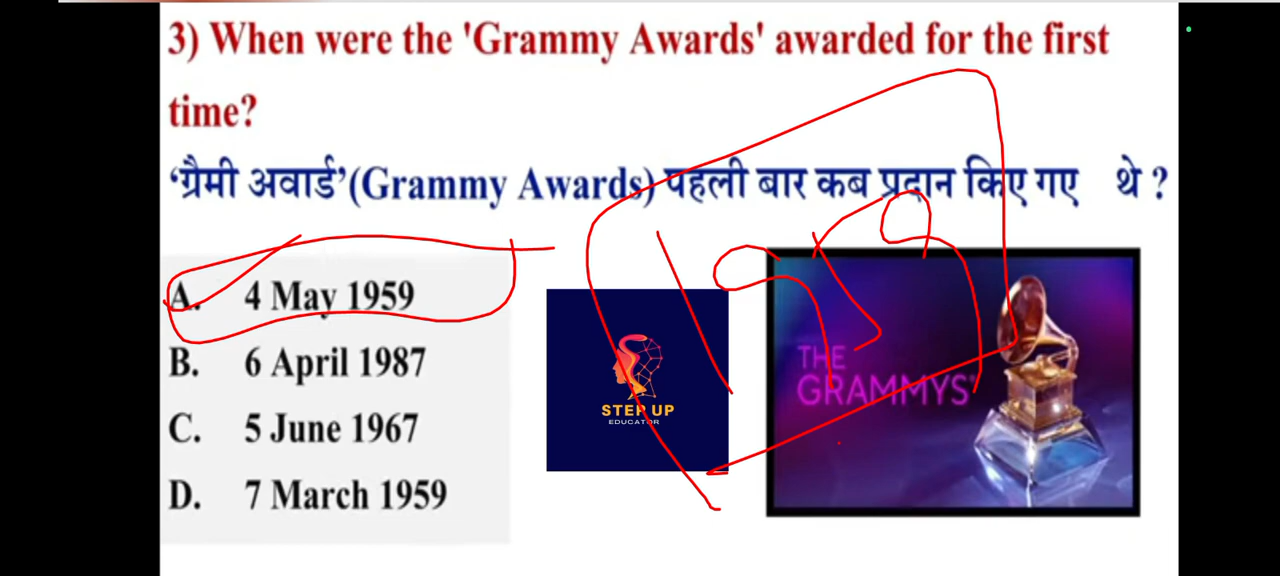 3) When were the 'Grammy Awards' awarded for the first
time?
‘ग्रैमी अवार्ड’(Grammy Awards) पहली बार कब प्रदान किए गए थे ?
A. 4 May 1959
B. 6 April 1987
C. 5 June 1967
D. 7 March 1959
STEP UP
EDUCATOR
THE
GRAMMYS
1959